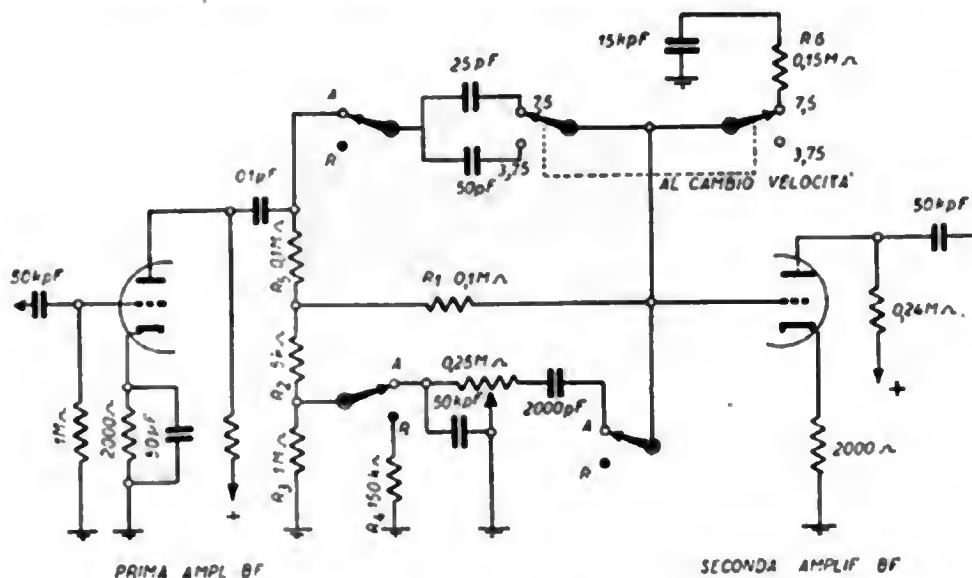 15kpF
R6
0,15MΩ
25pF
A
7,5
7,5
R
3,75
3,75
50pF
AL CAMBIO VELOCITA'
0,1µF
50kpF
R5 0,1MΩ
50kpF
R1 0,1MΩ
0,24MΩ
R2 5kΩ
A
0,25MΩ
50kpF
2000pF
A
R
R
1MΩ
2000Ω
50µF
R3 1MΩ
R4 150kΩ
2000Ω
+
+
PRIMA AMPL BF
SECONDA AMPLIF BF